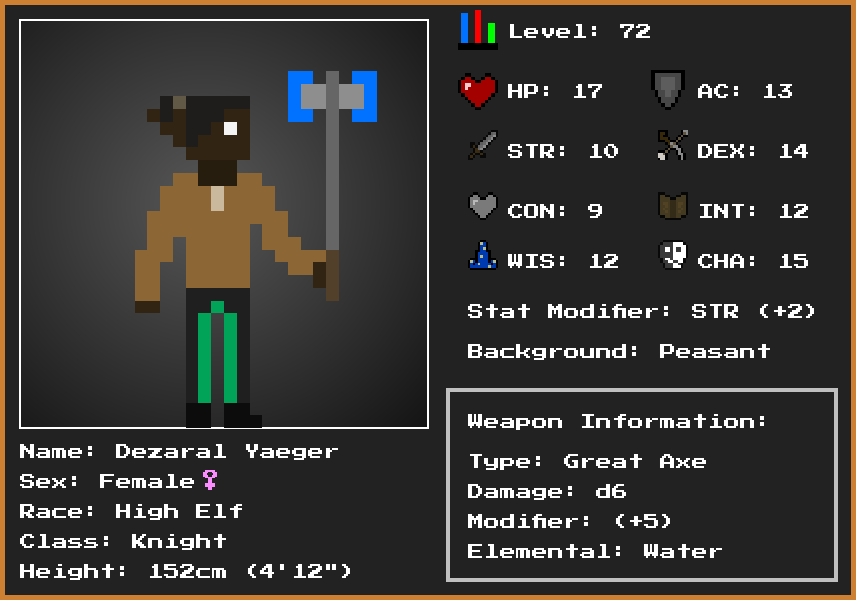 Level: 72
HP: 17 AC: 13
STR: 10 DEX: 14
CON: 9 INT: 12
WIS: 12 CHA: 15
Stat Modifier: STR (+2)
Background: Peasant
Weapon Information:
Type: Great Axe
Damage: d6
Modifier: (+5)
Elemental: Water
Name: Dezaral Yaeger
Sex: Female♀
Race: High Elf
Class: Knight
Height: 152cm (4'12")